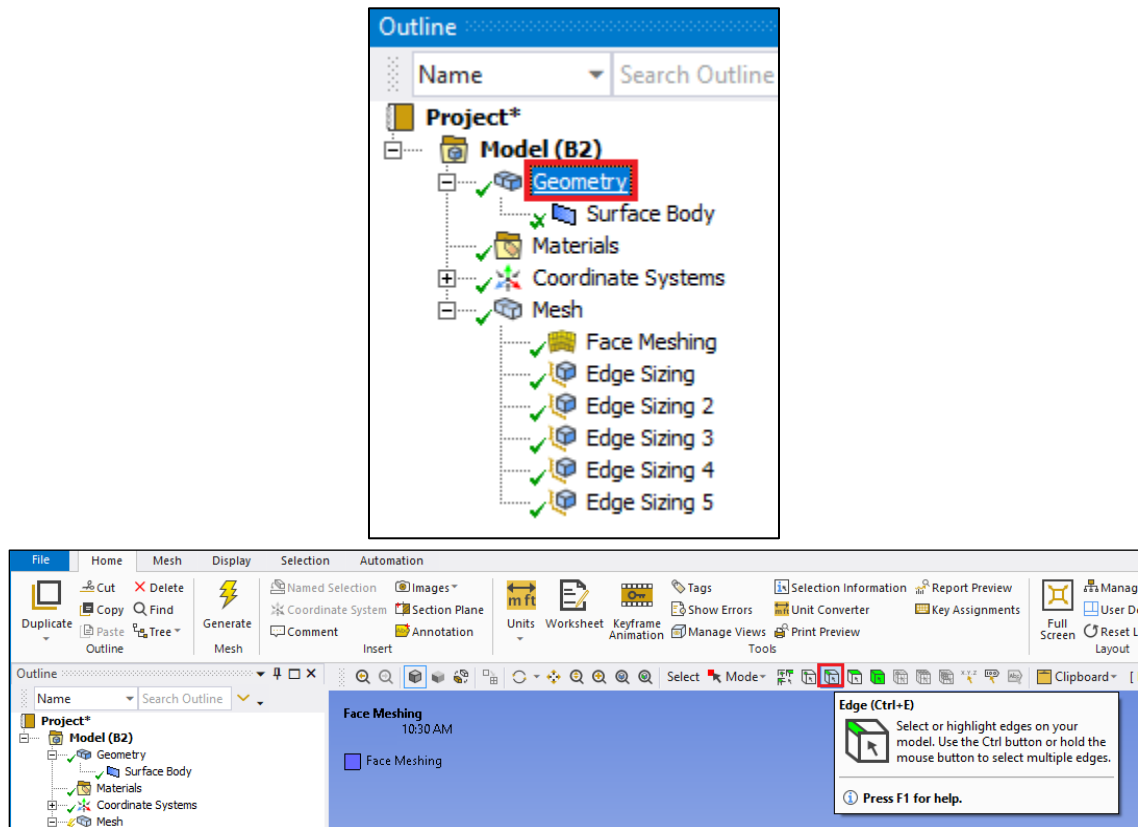 Outline
Name Search Outline
Project*
Model (B2)
Geometry
Surface Body
Materials
Coordinate Systems
Mesh
Face Meshing
Edge Sizing
Edge Sizing 2
Edge Sizing 3
Edge Sizing 4
Edge Sizing 5
File Home Mesh Display Selection Automation
Duplicate
Cut Delete
Copy Find
Paste Tree
Outline
Generate
Mesh
Named Selection Images
Coordinate System Section Plane
Comment Annotation
Insert
m ft
Units Worksheet Keyframe
Animation
Tags
Show Errors
Manage Views
Selection Information Report Preview
Unit Converter Key Assignments
Print Preview
Tools
Full
Screen
Manag
User De
Reset L
Layout
Outline
Name Search Outline
Select Mode Clipboard [
Project*
Model (B2)
Geometry
Surface Body
Materials
Coordinate Systems
Mesh
Face Meshing
10:30 AM
Face Meshing
Edge (Ctrl+E)
Select or highlight edges on your
model. Use the Ctrl button or hold the
mouse button to select multiple edges.
Press F1 for help.